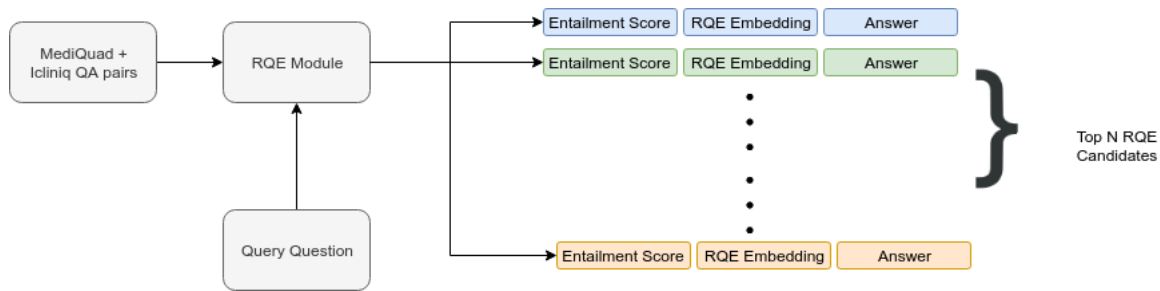 MediQuad +
Icliniq QA pairs
RQE Module
Query Question
Entailment Score RQE Embedding Answer
Entailment Score RQE Embedding Answer
Entailment Score RQE Embedding Answer
Top N RQE
Candidates